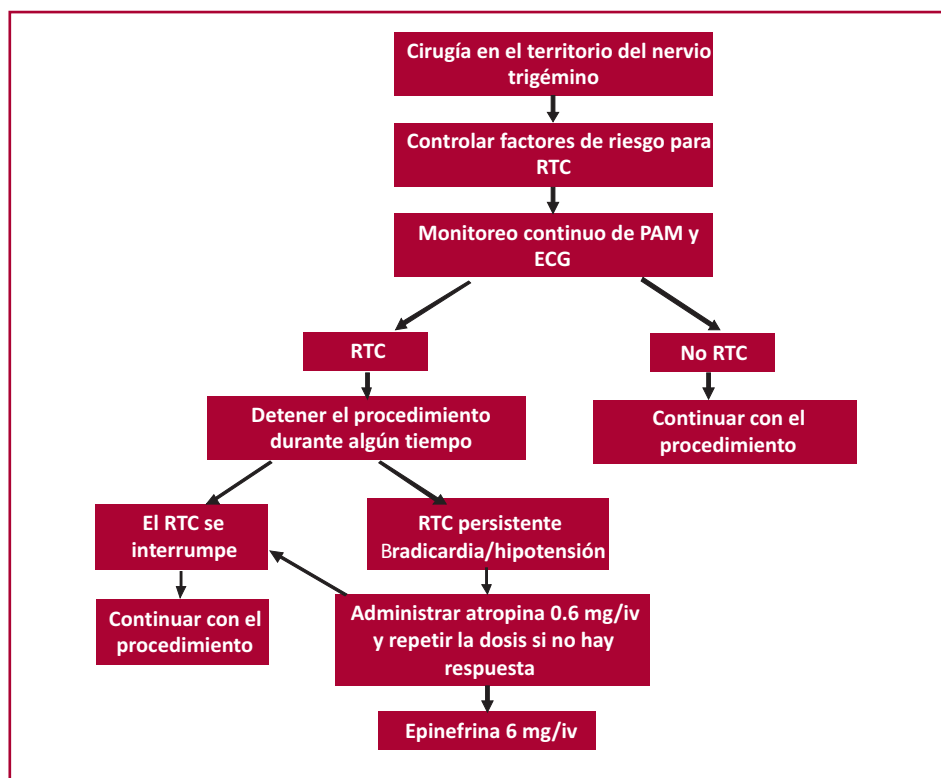 Cirugía en el territorio del nervio
trigémino
Controlar factores de riesgo para
RTC
Monitoreo continuo de PAM y
ECG
RTC
No RTC
Detener el procedimiento
durante algún tiempo
Continuar con el
procedimiento
El RTC se
interrumpe
RTC persistente
Bradicardia/hipotensión
Continuar con el
procedimiento
Administrar atropina 0.6 mg/iv
y repetir la dosis si no hay
respuesta
Epinefrina 6 mg/iv